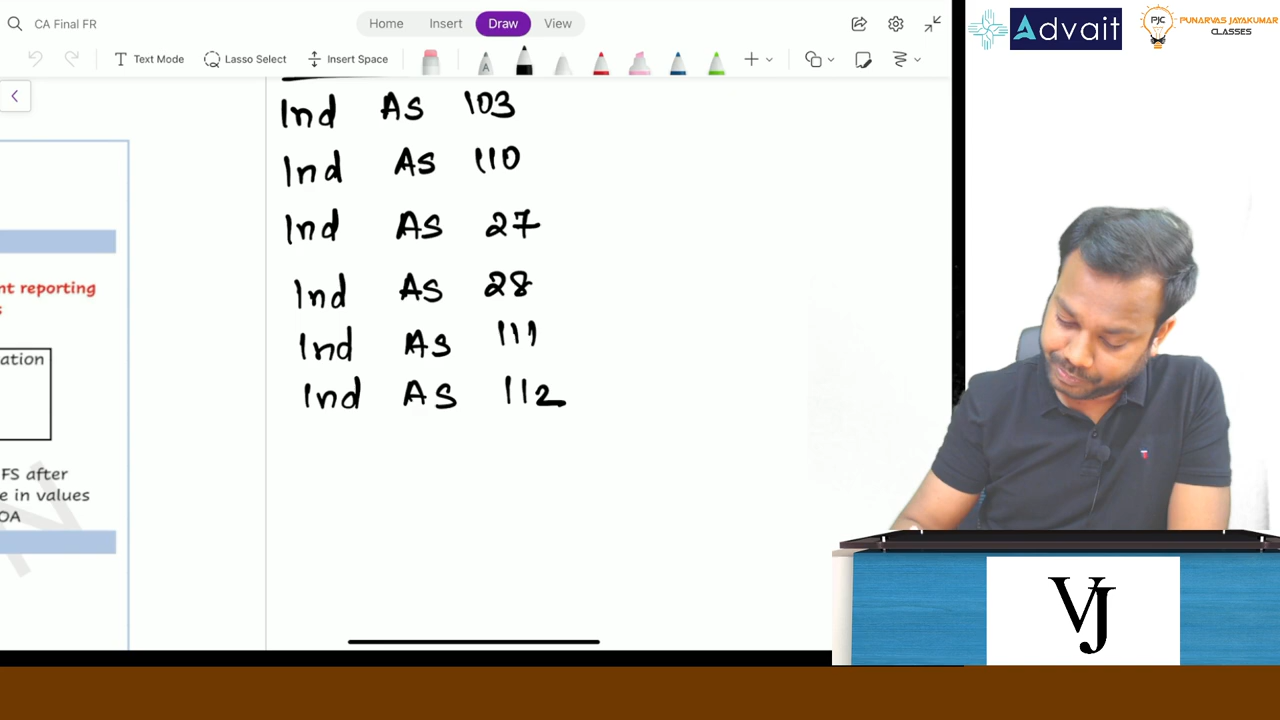 CA Final FR
Home Insert Draw View
Text Mode Lasso Select Insert Space
A
Advait
PJC
PUNARVAS JAYAKUMAR
CLASSES
Ind As 103
Ind As 110
Ind As 27
Ind As 28
Ind As 111
Ind As 112
nt reporting
s
ation
FS after
e in values
OA
N
VJ